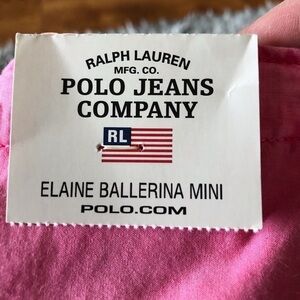 RALPH LAUREN
MFG. CO.
POLO JEANS
COMPANY
RL
ELAINE BALLERINA MINI
POLO.COM